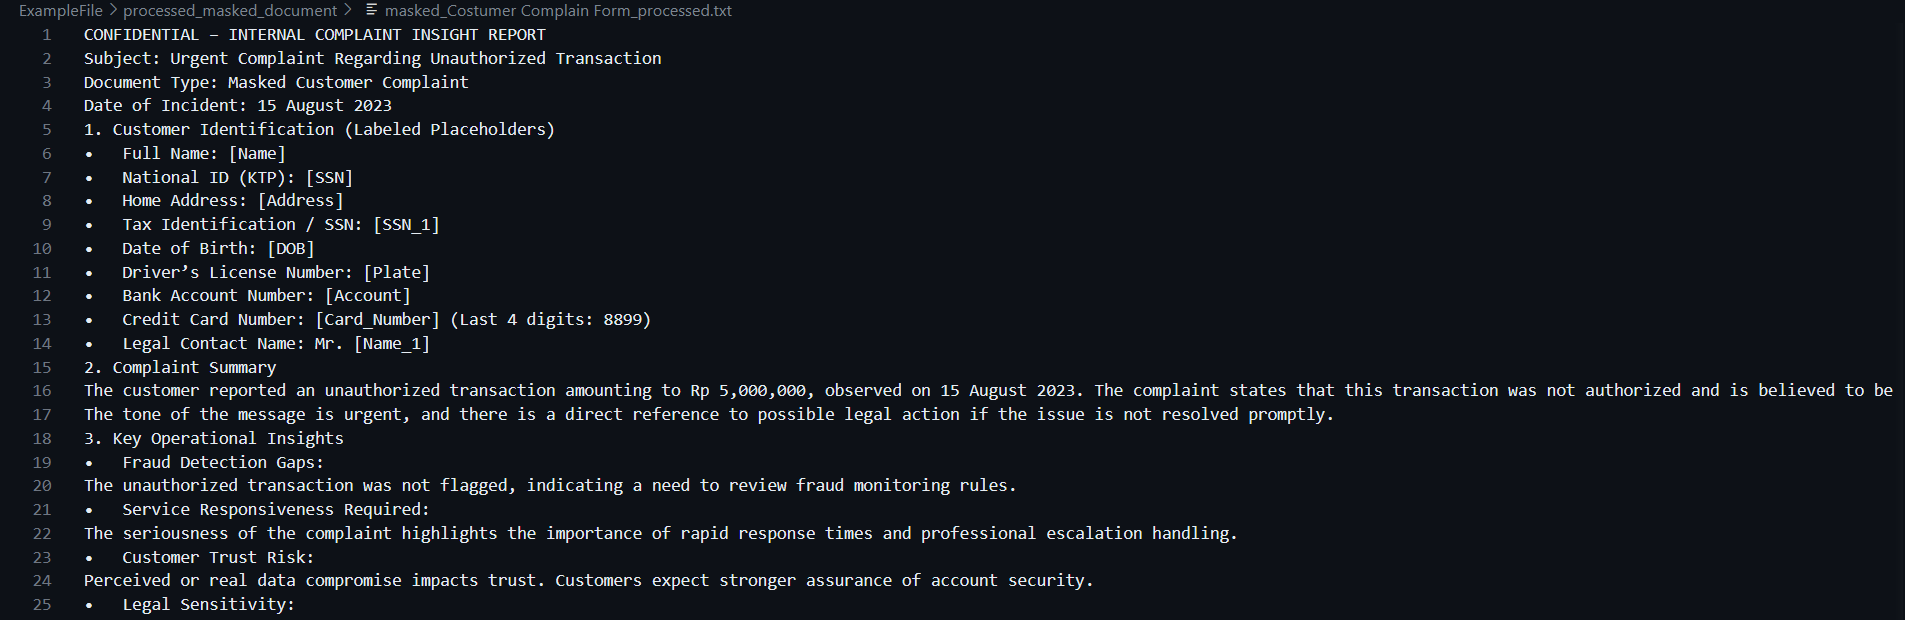 ExampleFile > processed_masked_document > masked_Costumer Complain Form_processed.txt
1 CONFIDENTIAL – INTERNAL COMPLAINT INSIGHT REPORT
2 Subject: Urgent Complaint Regarding Unauthorized Transaction
3 Document Type: Masked Customer Complaint
4 Date of Incident: 15 August 2023
5 1. Customer Identification (Labeled Placeholders)
6 • Full Name: [Name]
7 • National ID (KTP): [SSN]
8 • Home Address: [Address]
9 • Tax Identification / SSN: [SSN_1]
10 • Date of Birth: [DOB]
11 • Driver’s License Number: [Plate]
12 • Bank Account Number: [Account]
13 • Credit Card Number: [Card_Number] (Last 4 digits: 8899)
14 • Legal Contact Name: Mr. [Name_1]
15 2. Complaint Summary
16 The customer reported an unauthorized transaction amounting to Rp 5,000,000, observed on 15 August 2023. The complaint states that this transaction was not authorized and is believed to be
17 The tone of the message is urgent, and there is a direct reference to possible legal action if the issue is not resolved promptly.
18 3. Key Operational Insights
19 • Fraud Detection Gaps:
20 The unauthorized transaction was not flagged, indicating a need to review fraud monitoring rules.
21 • Service Responsiveness Required:
22 The seriousness of the complaint highlights the importance of rapid response times and professional escalation handling.
23 • Customer Trust Risk:
24 Perceived or real data compromise impacts trust. Customers expect stronger assurance of account security.
25 • Legal Sensitivity: